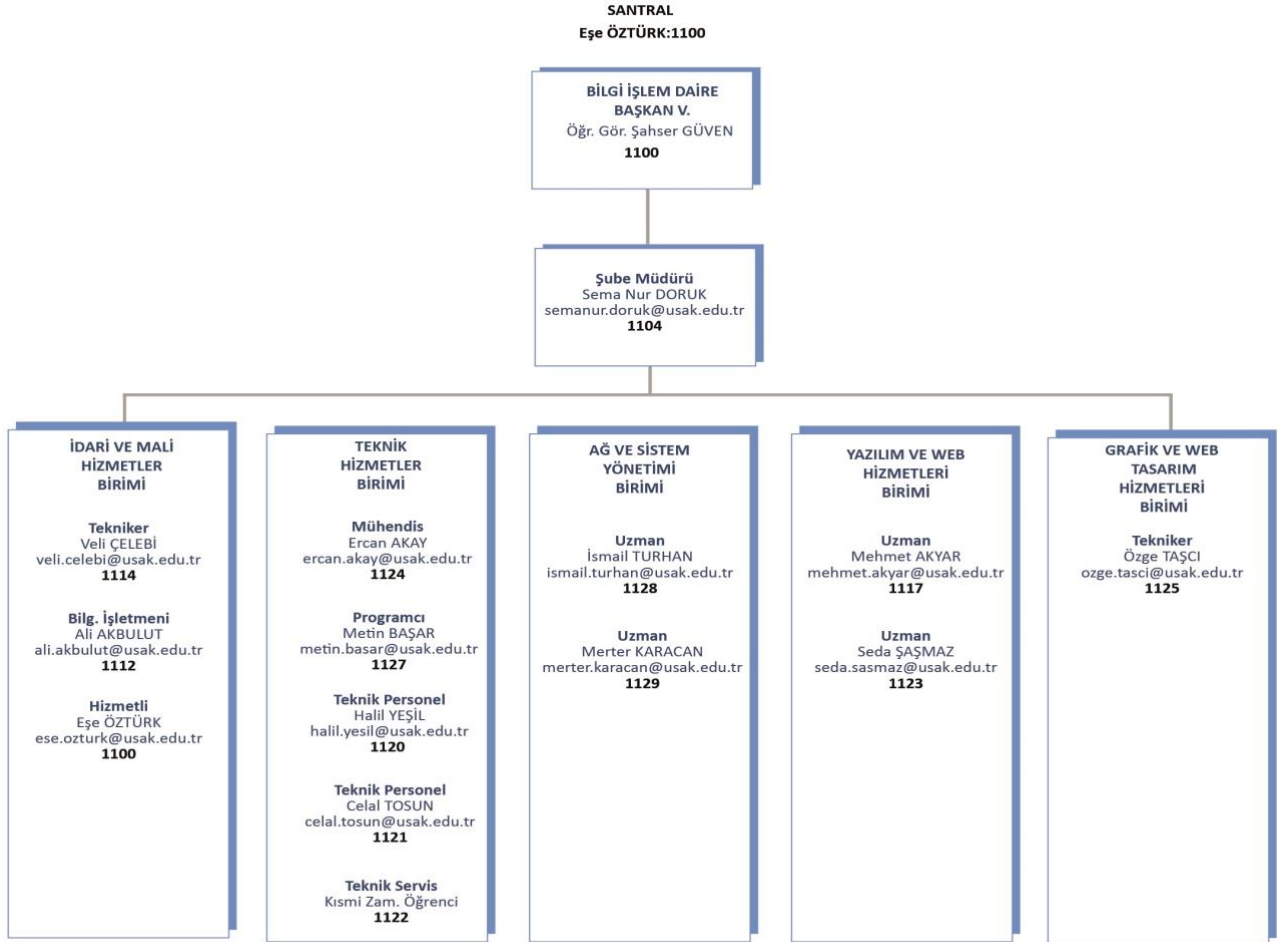 SANTRAL
Eşe ÖZTÜRK:1100
BİLGİ İŞLEM DAİRE
BAŞKAN V.
Öğr. Gör. Şahser GÜVEN
1100
Şube Müdürü
Sema Nur DORUK
semanur.doruk@usak.edu.tr
1104
İDARİ VE MALİ
HİZMETLER
BİRİMİ
Tekniker
Veli ÇELEBİ
veli.celebi@usak.edu.tr
1114
Bilg. İşletmeni
Ali AKBULUT
ali.akbulut@usak.edu.tr
1112
Hizmetli
Eşe ÖZTÜRK
ese.ozturk@usak.edu.tr
1100
TEKNİK
HİZMETLER
BİRİMİ
Mühendis
Ercan AKAY
ercan.akay@usak.edu.tr
1124
Programcı
Metin BAŞAR
metin.basar@usak.edu.tr
1127
Teknik Personel
Halil YEŞİL
halil.yesil@usak.edu.tr
1120
Teknik Personel
Celal TOSUN
celal.tosun@usak.edu.tr
1121
Teknik Servis
Kısmi Zam. Öğrenci
1122
AĞ VE SİSTEM
YÖNETİMİ
BİRİMİ
Uzman
İsmail TURHAN
ismail.turhan@usak.edu.tr
1128
Uzman
Merter KARACAN
merter.karacan@usak.edu.tr
1129
YAZILIM VE WEB
HİZMETLERİ
BİRİMİ
Uzman
Mehmet AKYAR
mehmet.akyar@usak.edu.tr
1117
Uzman
Seda ŞAŞMAZ
seda.sasmaz@usak.edu.tr
1123
GRAFİK VE WEB
TASARIM
HİZMETLERİ
BİRİMİ
Tekniker
Özge TAŞCI
ozge.tasci@usak.edu.tr
1125